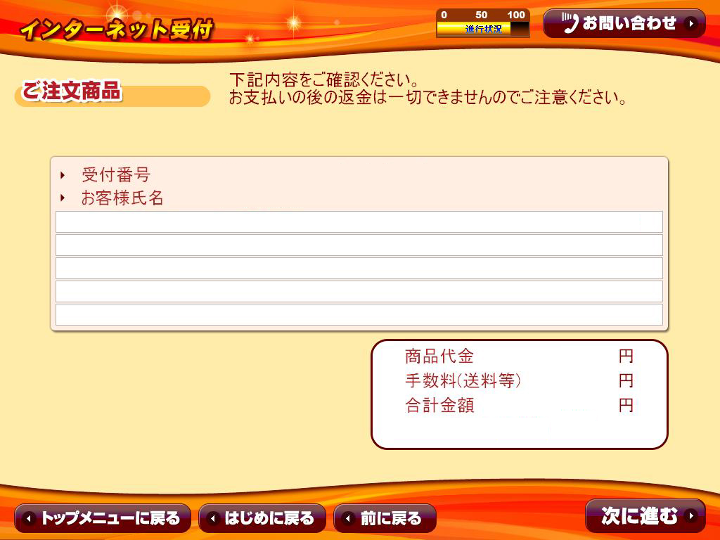 インターネット受付
0 50 100
進行状況
お問い合わせ
ご注文商品
下記内容をご確認ください。
お支払いの後の返金は一切できませんのでご注意ください。
受付番号
お客様氏名
商品代金 円
手数料(送料等) 円
合計金額 円
トップメニューに戻る
はじめに戻る
前に戻る
次に進む